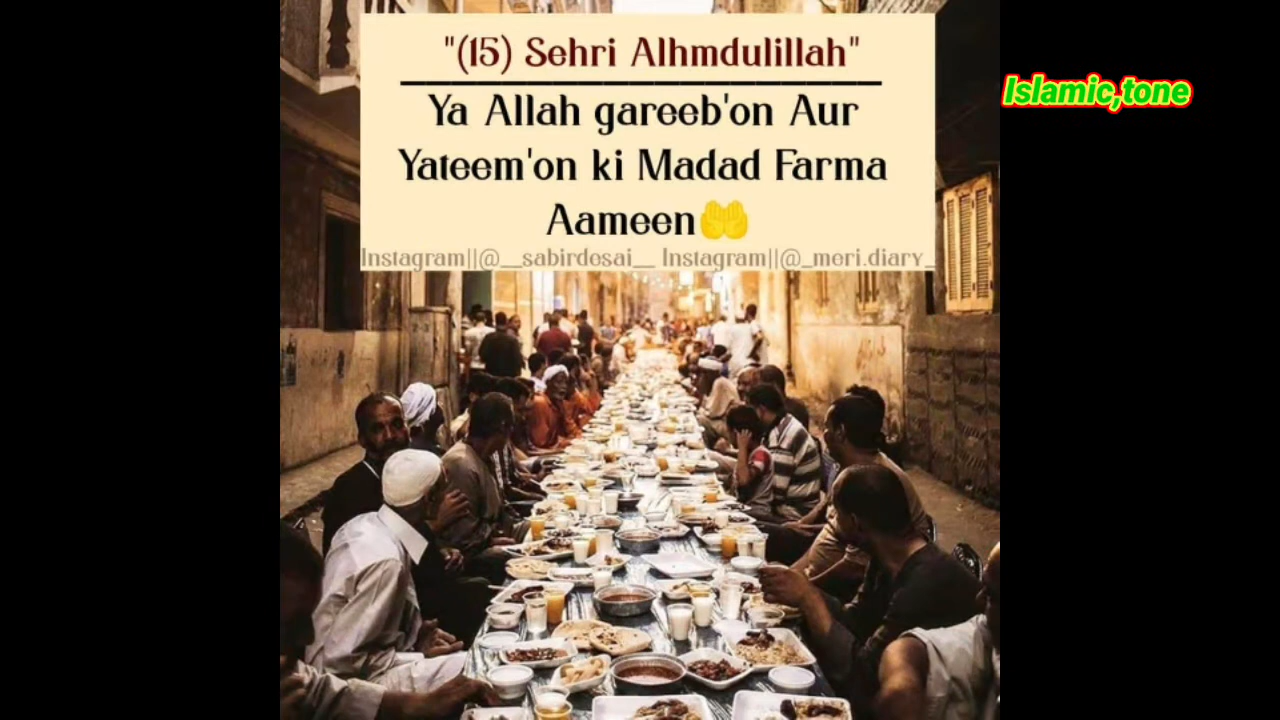 "(15) Sehri Alhmdulillah"
Ya Allah gareeb'on Aur
Yateem'on ki Madad Farma
Aameen🤲
Instagram||@__sabirdesai__ Instagram||@_meri.diary_
Islamic,tone